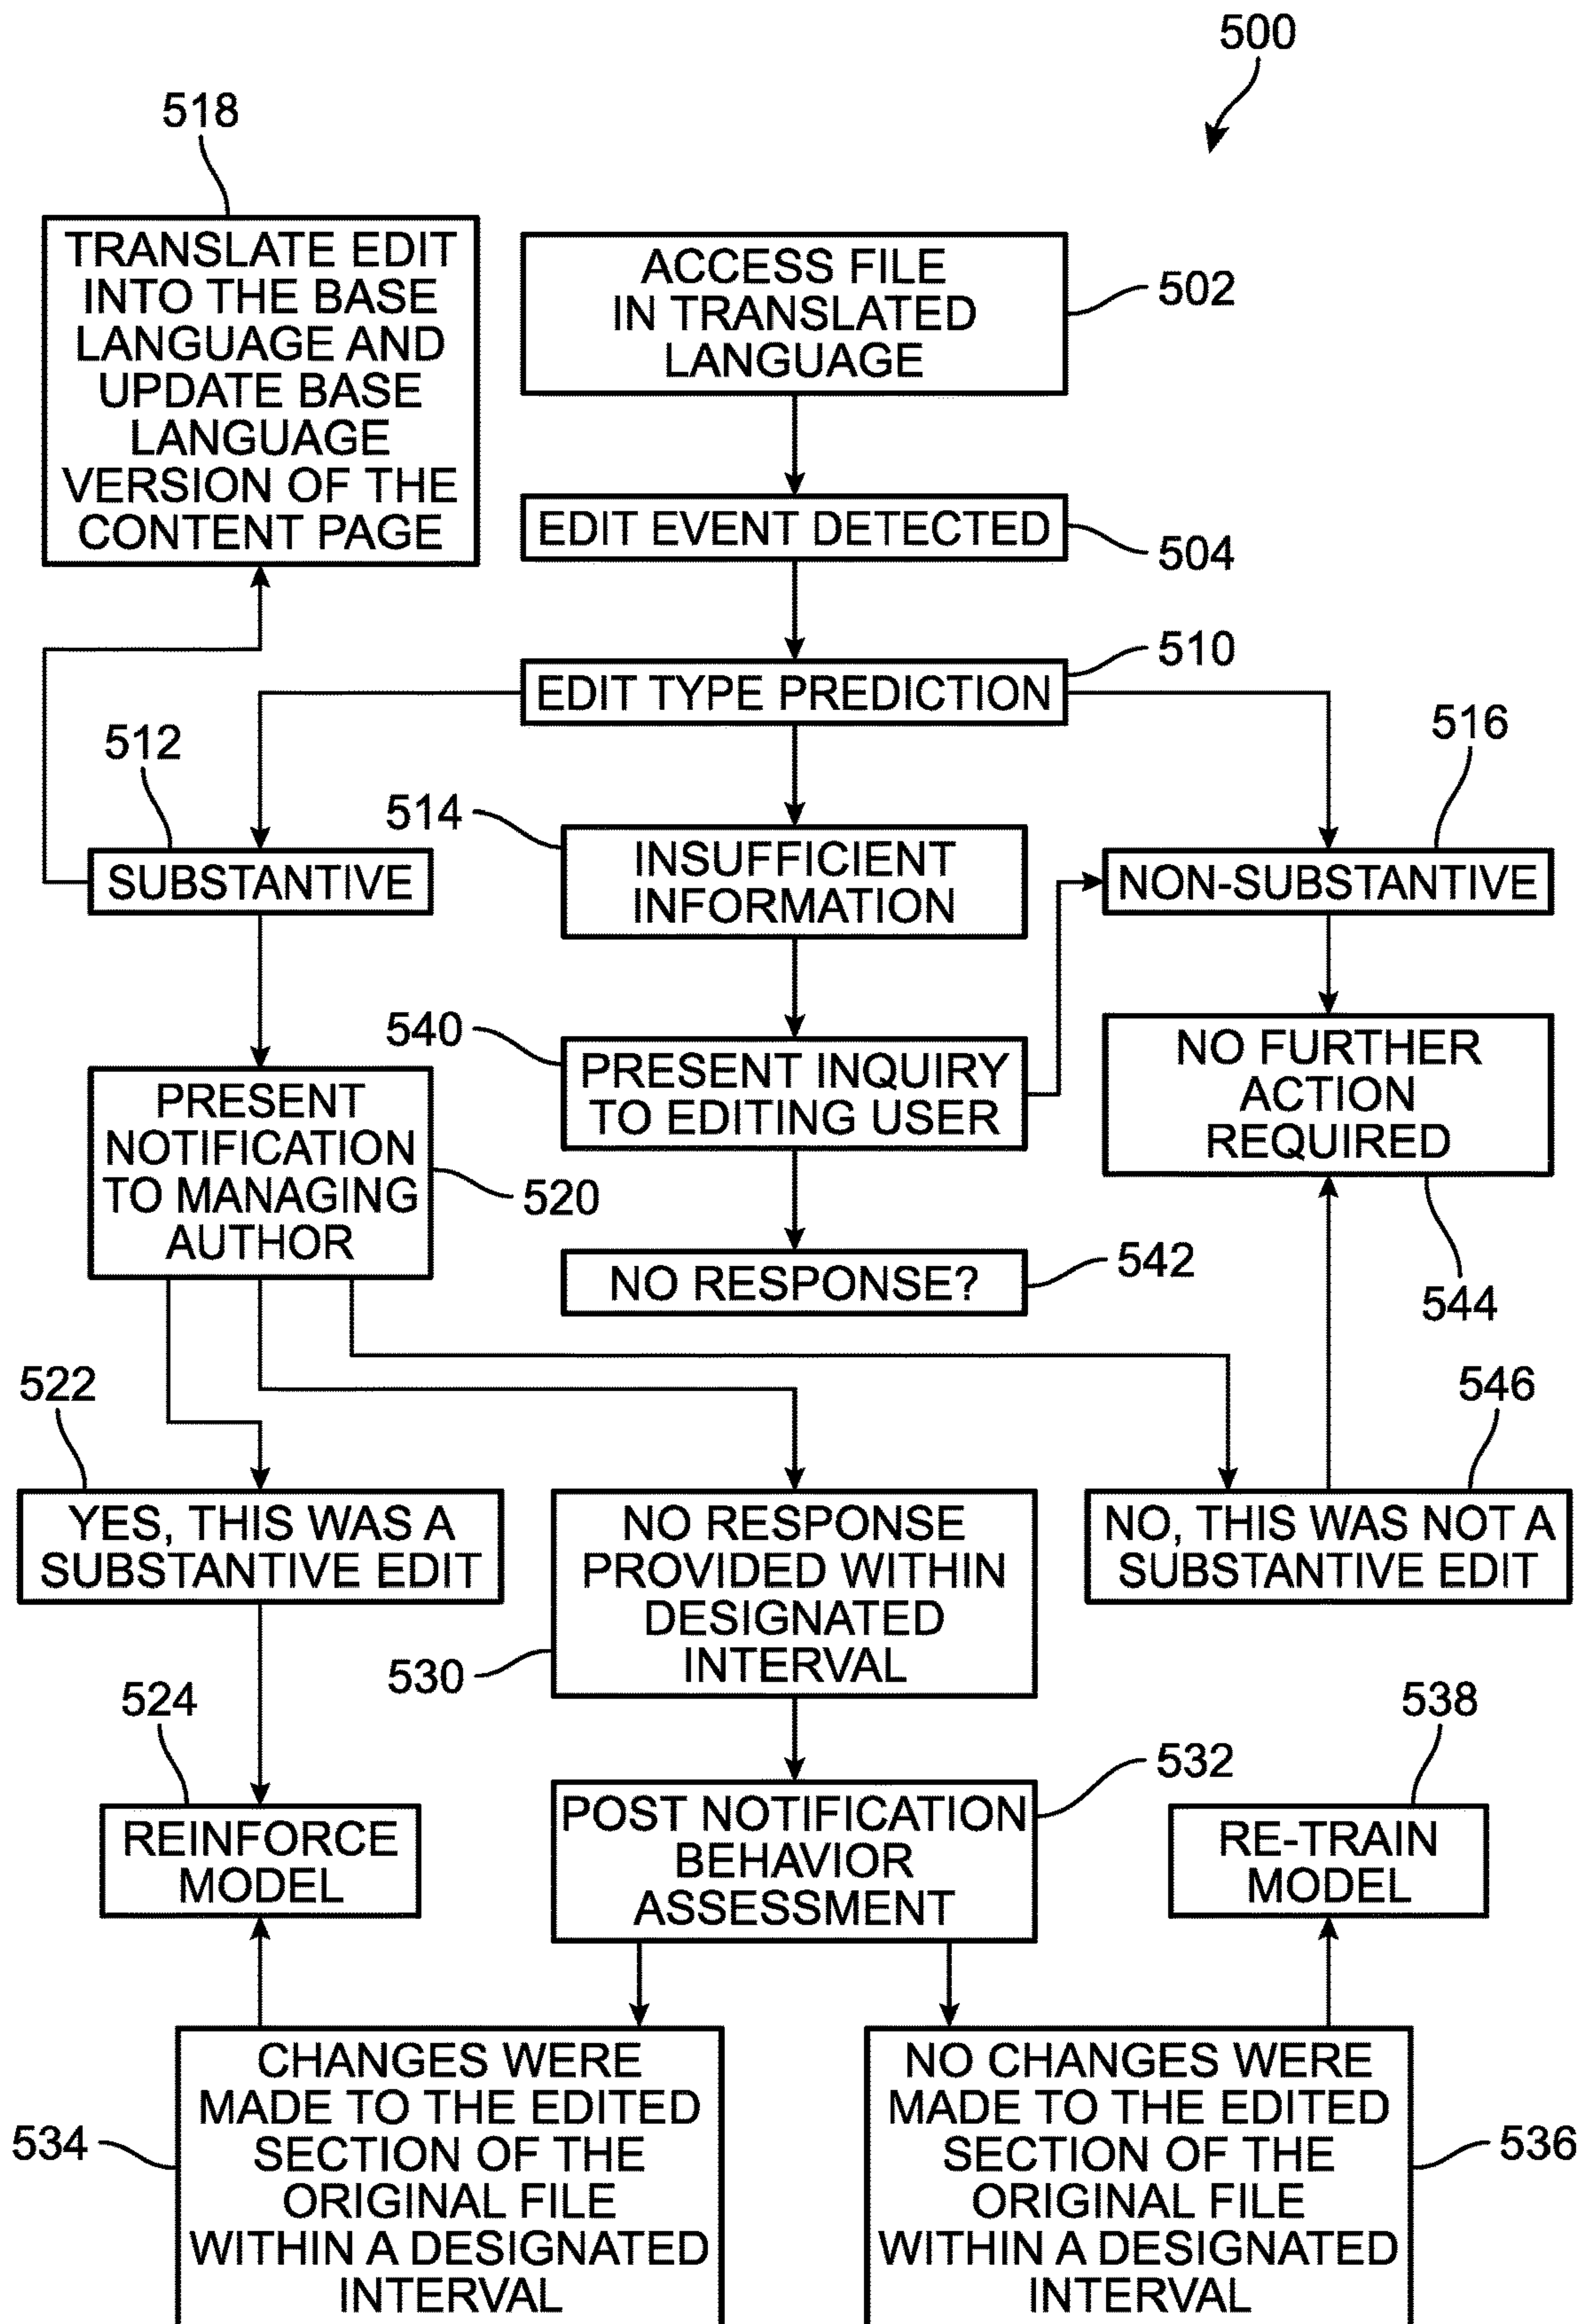 500
518
TRANSLATE EDIT
INTO THE BASE
LANGUAGE AND
UPDATE BASE
LANGUAGE
VERSION OF THE
CONTENT PAGE
ACCESS FILE
IN TRANSLATED
LANGUAGE
502
EDIT EVENT DETECTED
504
510
EDIT TYPE PREDICTION
512
SUBSTANTIVE
514
INSUFFICIENT
INFORMATION
516
NON-SUBSTANTIVE
540
PRESENT INQUIRY
TO EDITING USER
NO FURTHER
ACTION
REQUIRED
544
PRESENT
NOTIFICATION
TO MANAGING
AUTHOR
520
NO RESPONSE?
542
522
YES, THIS WAS A
SUBSTANTIVE EDIT
NO RESPONSE
PROVIDED WITHIN
DESIGNATED
INTERVAL
530
546
NO, THIS WAS NOT A
SUBSTANTIVE EDIT
524
REINFORCE
MODEL
POST NOTIFICATION
BEHAVIOR
ASSESSMENT
532
538
RE-TRAIN
MODEL
534
CHANGES WERE
MADE TO THE EDITED
SECTION OF THE
ORIGINAL FILE
WITHIN A DESIGNATED
INTERVAL
NO CHANGES WERE
MADE TO THE EDITED
SECTION OF THE
ORIGINAL FILE
WITHIN A DESIGNATED
INTERVAL
536